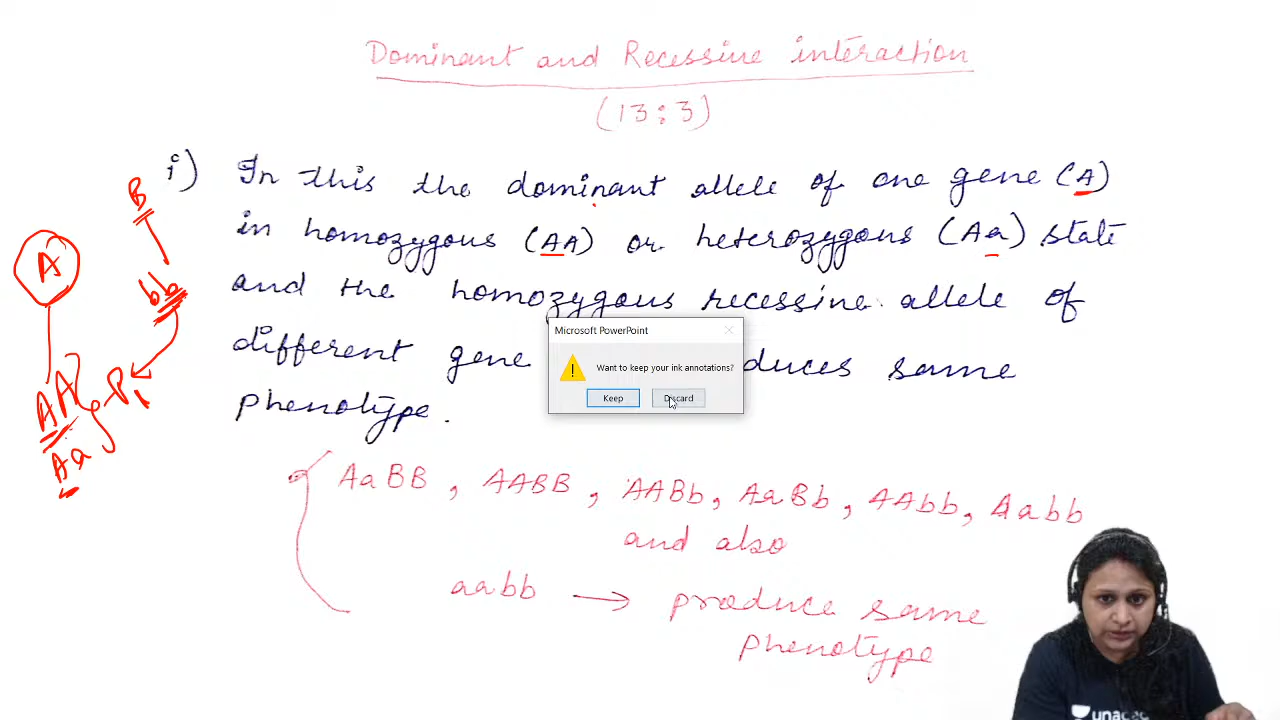 Dominant and Recessive interaction
(13:3)
i) In this the dominant allele of one gene (A)
in homozygous (AA) or heterozygous (Aa) state
and the homozygous recessive allele of
different gene duces same
phenotype.
B
A
bb
AA
Aa
P1
Microsoft PowerPoint
Want to keep your ink annotations?
Keep Discard
AaBB, AABB, AABb, AaBb, AAbb, Aabb
and also
aabb → produce same
phenotype
unac